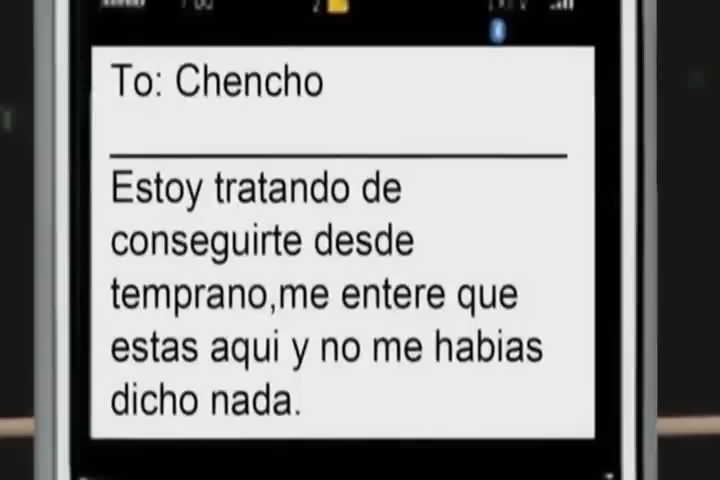 To: Chencho
Estoy tratando de
conseguirte desde
temprano,me entere que
estas aqui y no me habias
dicho nada.